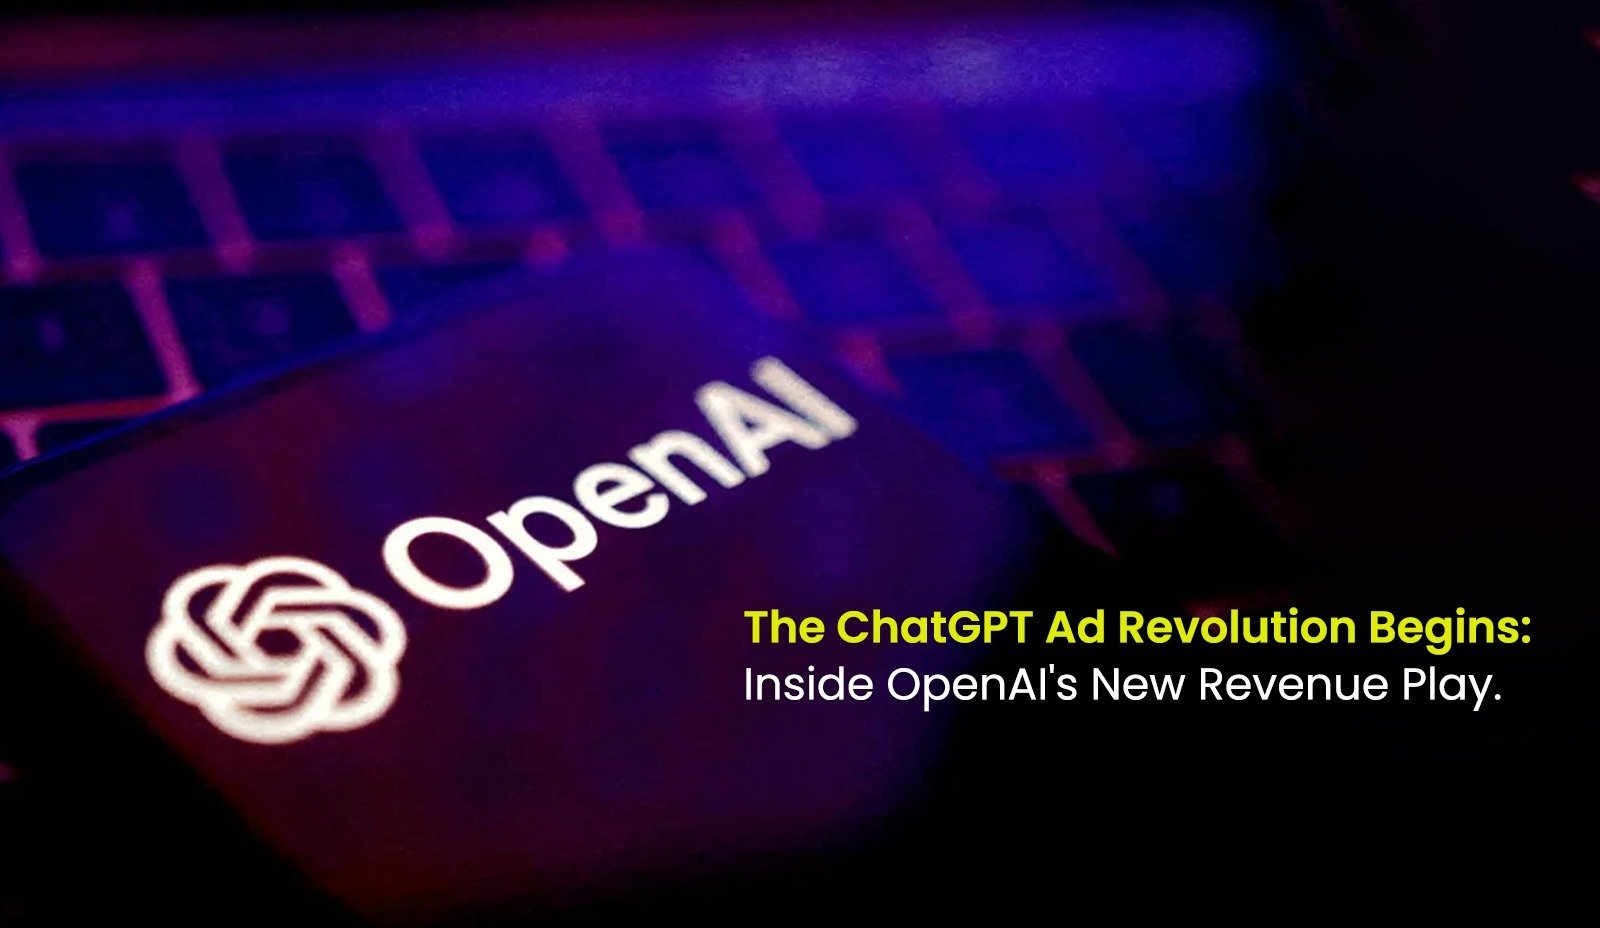 OpenAI
The ChatGPT Ad Revolution Begins:
Inside OpenAI's New Revenue Play.